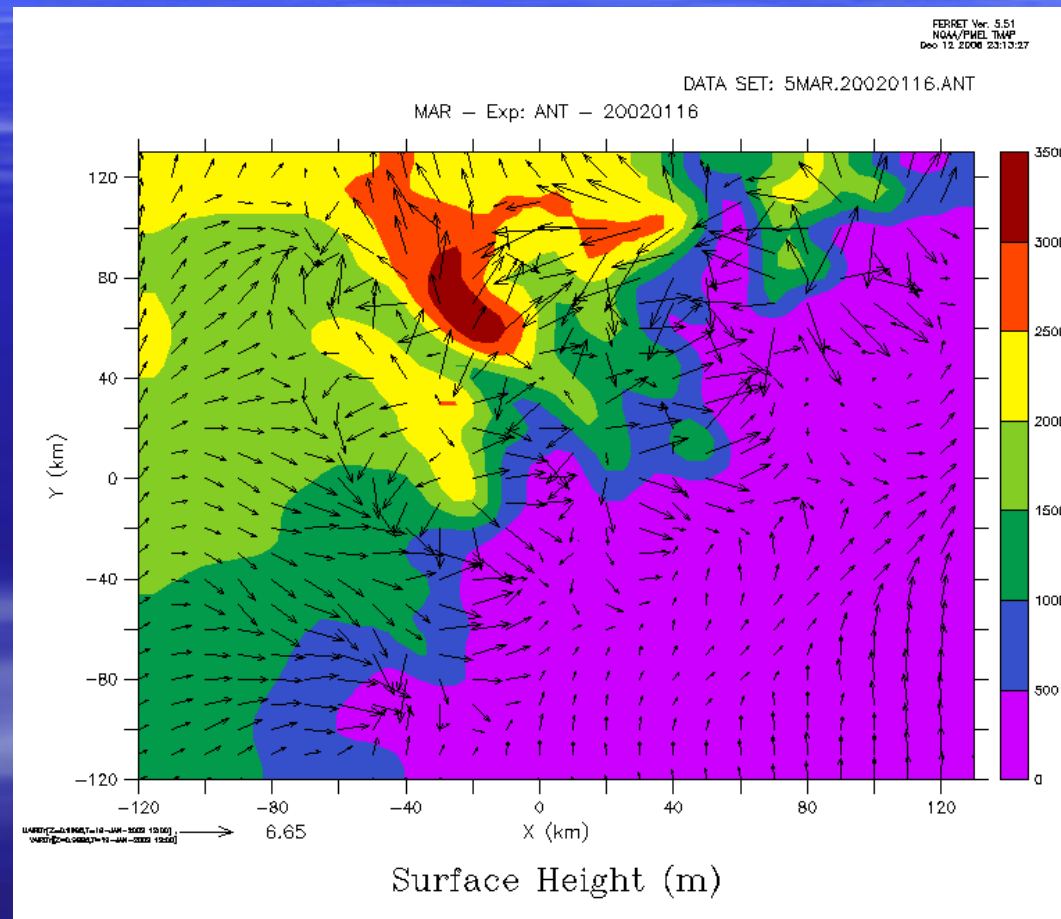 FERRET Ver. 5.51
NOAA/PMEL TMAP
Dec 12 2006 23:13:27
DATA SET: 5MAR.20020116.ANT
MAR – Exp: ANT – 20020116
120
80
40
0
−40
−80
−120
Y (km)
−120
−80
−40
0
40
80
120
X (km)
3500
3000
2500
2000
1500
1000
500
0
6.65
Surface Height (m)